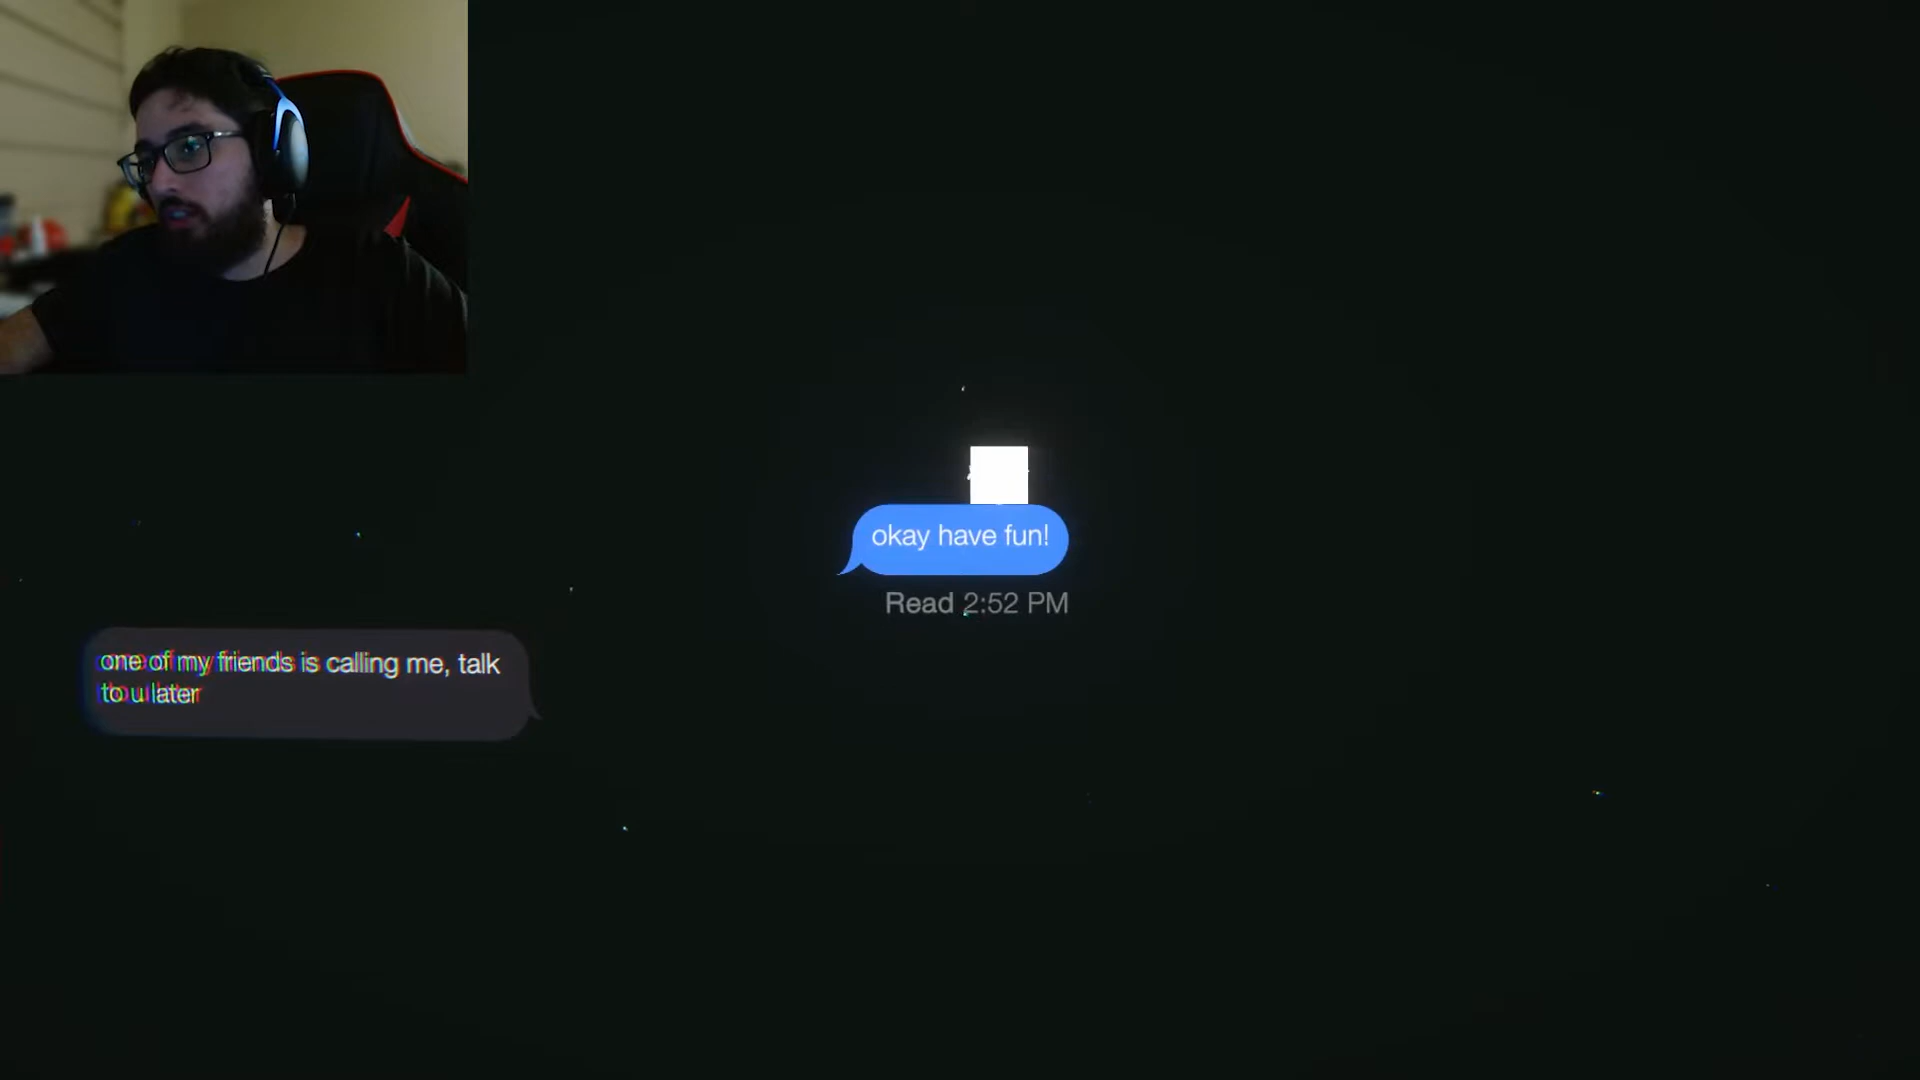 okay have fun!
Read 2:52 PM
one of my friends is calling me, talk
to u later